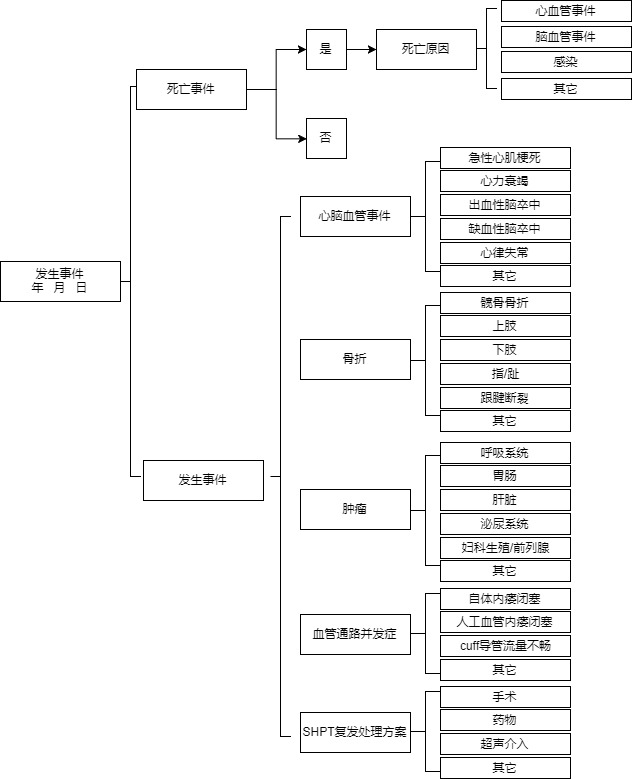 发生事件
年 月 日
死亡事件
是
死亡原因
心血管事件
脑血管事件
感染
其它
否
发生事件
心脑血管事件
急性心肌梗死
心力衰竭
出血性脑卒中
缺血性脑卒中
心律失常
其它
骨折
髋骨骨折
上肢
下肢
指/趾
跟腱断裂
其它
肿瘤
呼吸系统
胃肠
肝脏
泌尿系统
妇科生殖/前列腺
其它
血管通路并发症
自体内瘘闭塞
人工血管内瘘闭塞
cuff导管流量不畅
其它
SHPT复发处理方案
手术
药物
超声介入
其它